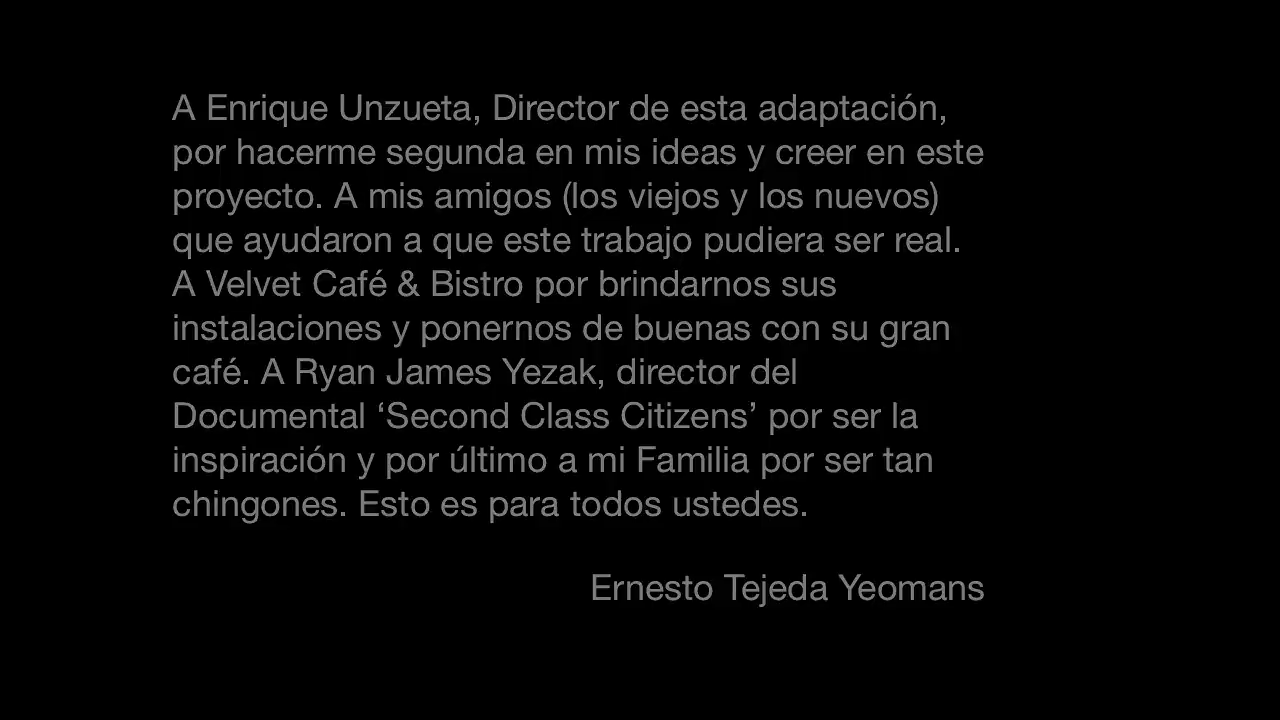 A Enrique Unzueta, Director de esta adaptación,
por hacerme segunda en mis ideas y creer en este
proyecto. A mis amigos (los viejos y los nuevos)
que ayudaron a que este trabajo pudiera ser real.
A Velvet Café & Bistro por brindarnos sus
instalaciones y ponernos de buenas con su gran
café. A Ryan James Yezak, director del
Documental ‘Second Class Citizens’ por ser la
inspiración y por último a mi Familia por ser tan
chingones. Esto es para todos ustedes.
Ernesto Tejeda Yeomans